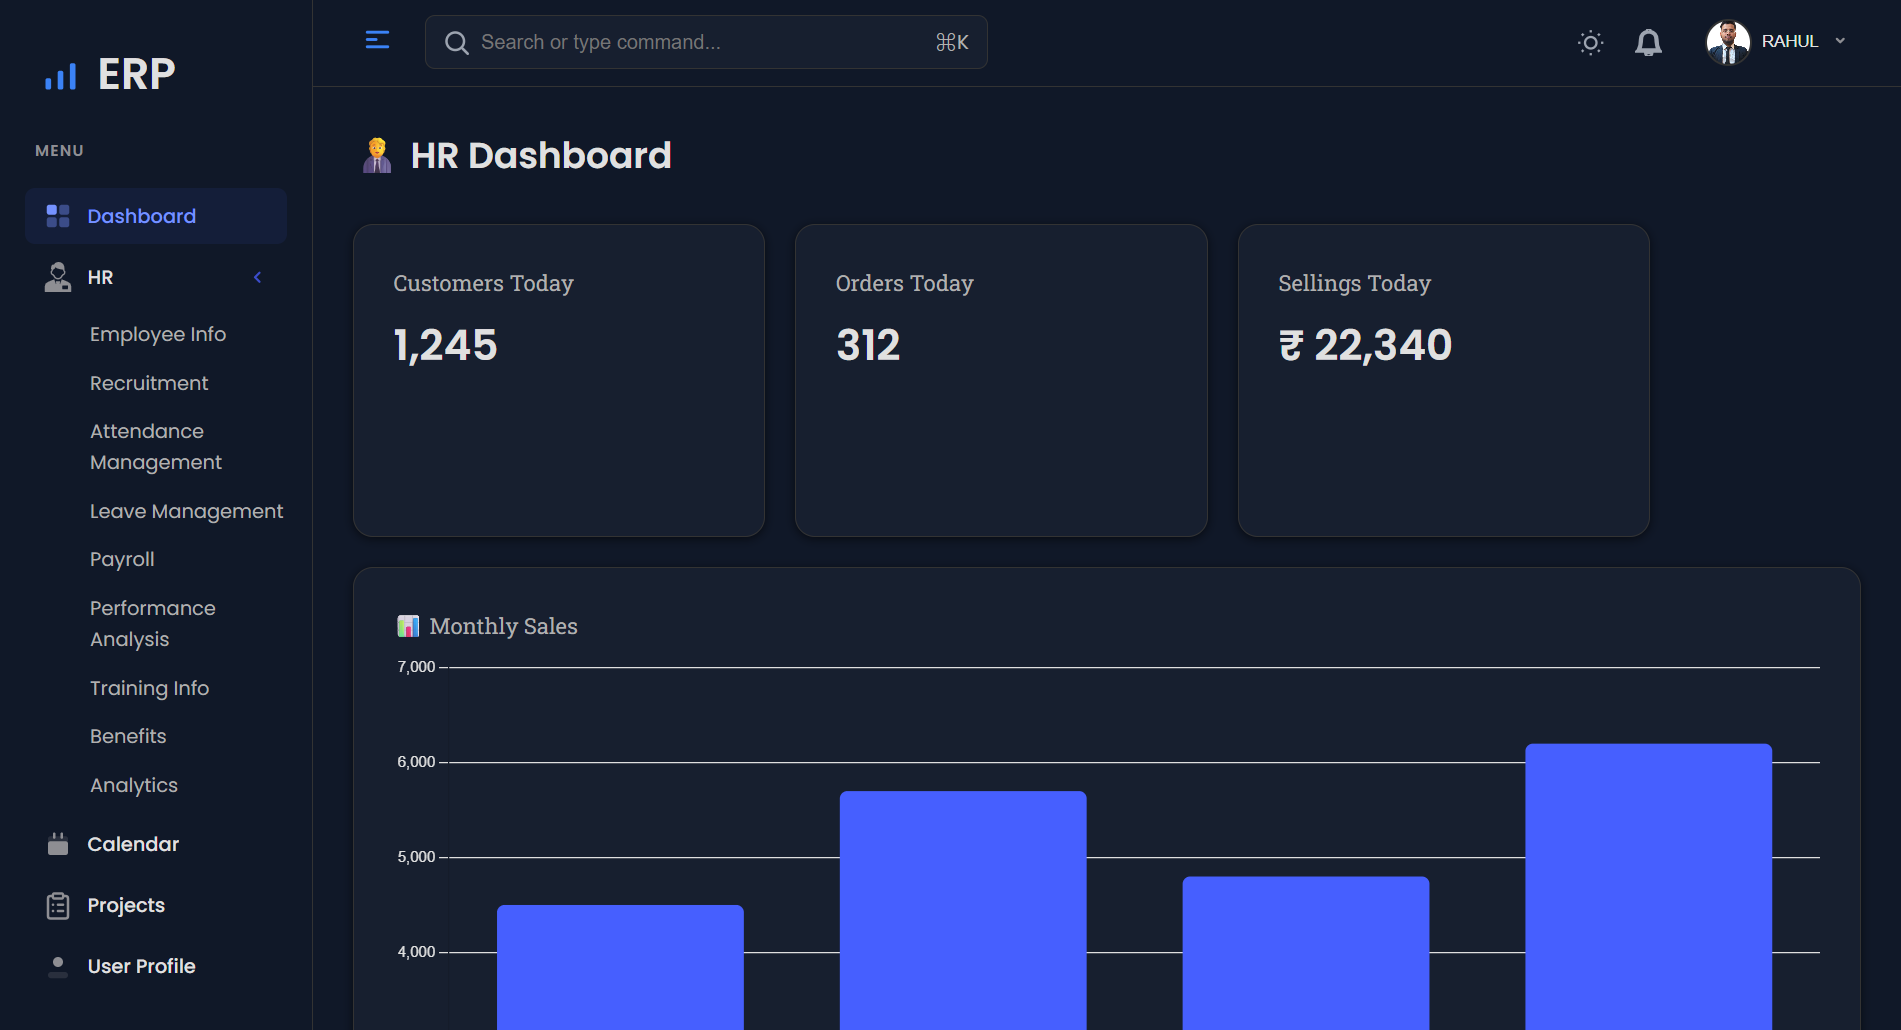 ERP
MENU
Dashboard
HR
Employee Info
Recruitment
Attendance
Management
Leave Management
Payroll
Performance
Analysis
Training Info
Benefits
Analytics
Calendar
Projects
User Profile
Search or type command... ⌘K
RAHUL
HR Dashboard
Customers Today
1,245
Orders Today
312
Sellings Today
₹ 22,340
Monthly Sales
7,000
6,000
5,000
4,000